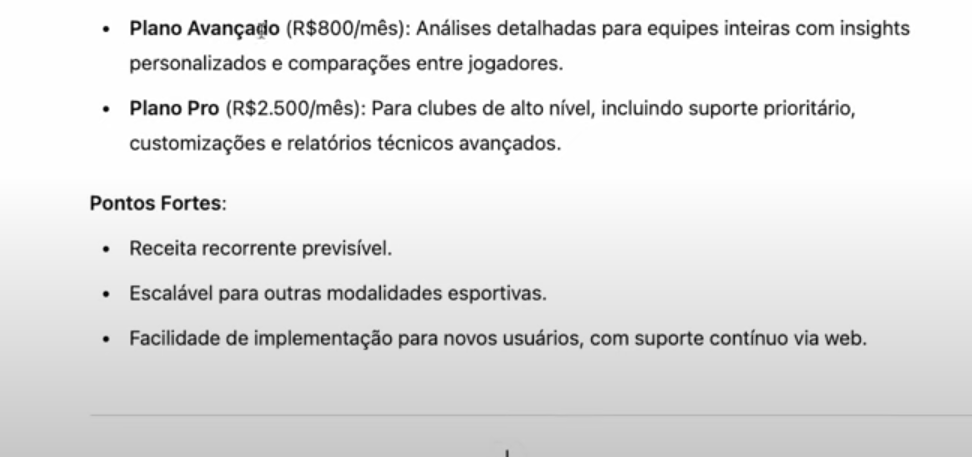 • Plano Avançado (R$800/mês): Análises detalhadas para equipes inteiras com insights
personalizados e comparações entre jogadores.
• Plano Pro (R$2.500/mês): Para clubes de alto nível, incluindo suporte prioritário,
customizações e relatórios técnicos avançados.
Pontos Fortes:
• Receita recorrente previsível.
• Escalável para outras modalidades esportivas.
• Facilidade de implementação para novos usuários, com suporte contínuo via web.